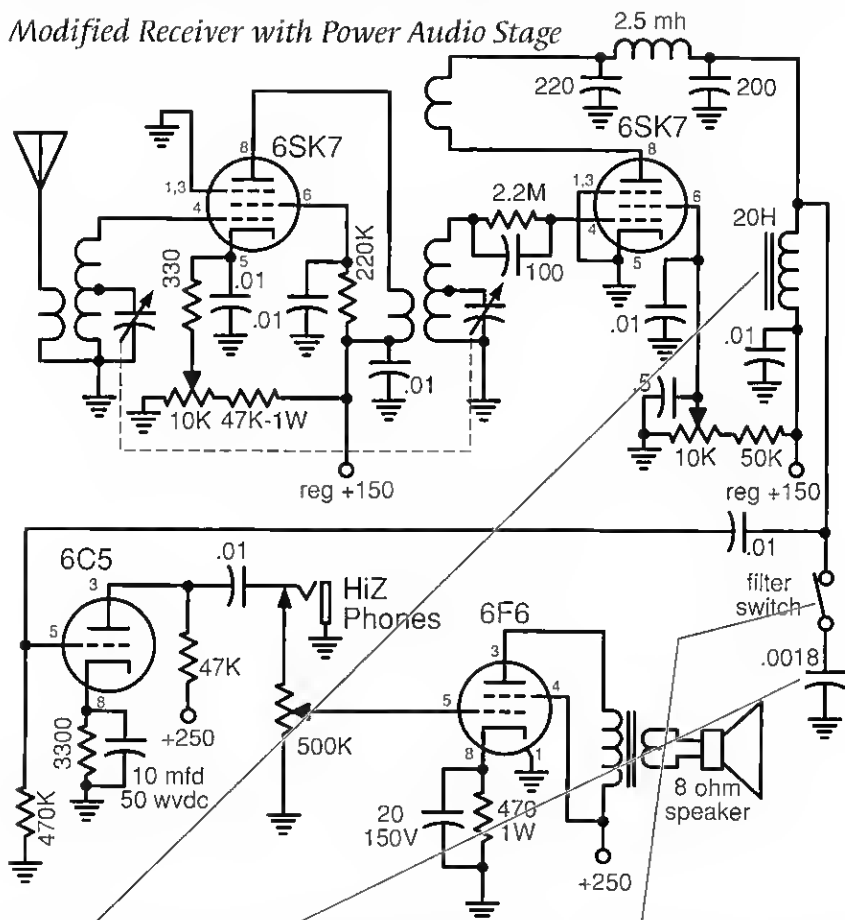 Modified Receiver with Power Audio Stage
2.5 mh
220
200
6SK7
8
1,3
4
6
5
330
.01
.01
220K
.01
10K
47K-1W
reg +150
2.2M
100
6SK7
8
1,3
4
6
5
.01
20H
.01
.5
10K
50K
reg +150
.01
6C5
3
5
8
.01
HiZ
Phones
47K
+250
3300
10 mfd
50 wvdc
470K
500K
6F6
3
5
4
8
1
20
150V
470
1W
+250
8 ohm
speaker
filter
switch
.0018